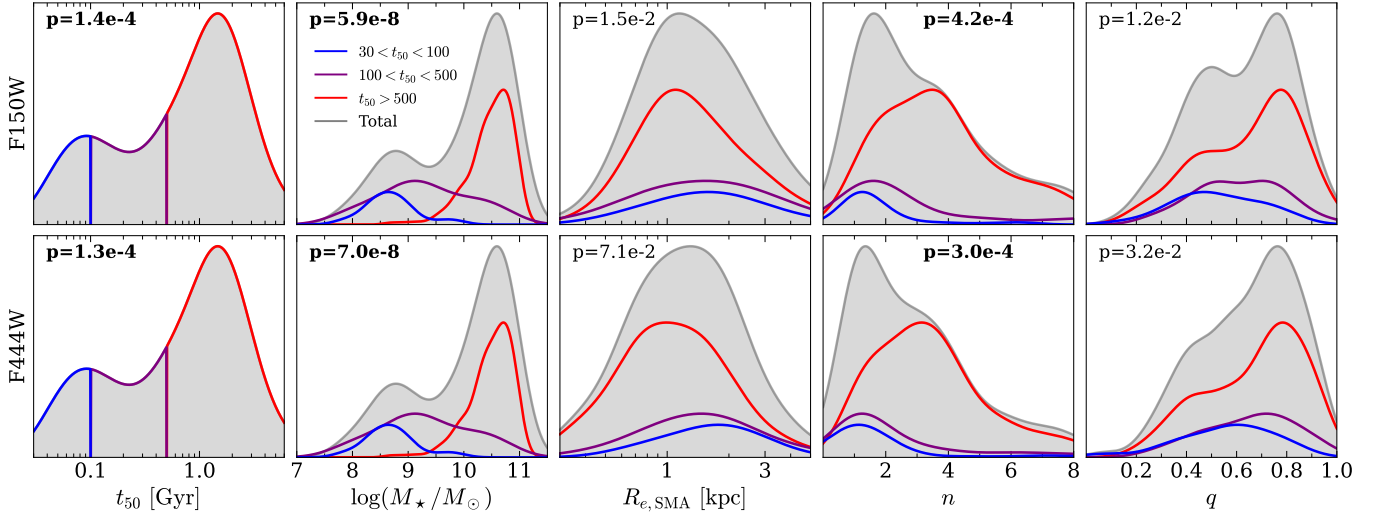 F150W
p=1.4e-4
p=5.9e-8
30 < t₅₀ < 100
100 < t₅₀ < 500
t₅₀ > 500
Total
p=1.5e-2
p=4.2e-4
p=1.2e-2
F444W
p=1.3e-4
p=7.0e-8
p=7.1e-2
p=3.0e-4
p=3.2e-2
0.1 1.0
7 8 9 10 11
1 3
2 4 6 8
0.2 0.4 0.6 0.8 1.0
t₅₀ [Gyr]
log(M★/M⊙)
Rₑ,SMA [kpc]
n
q